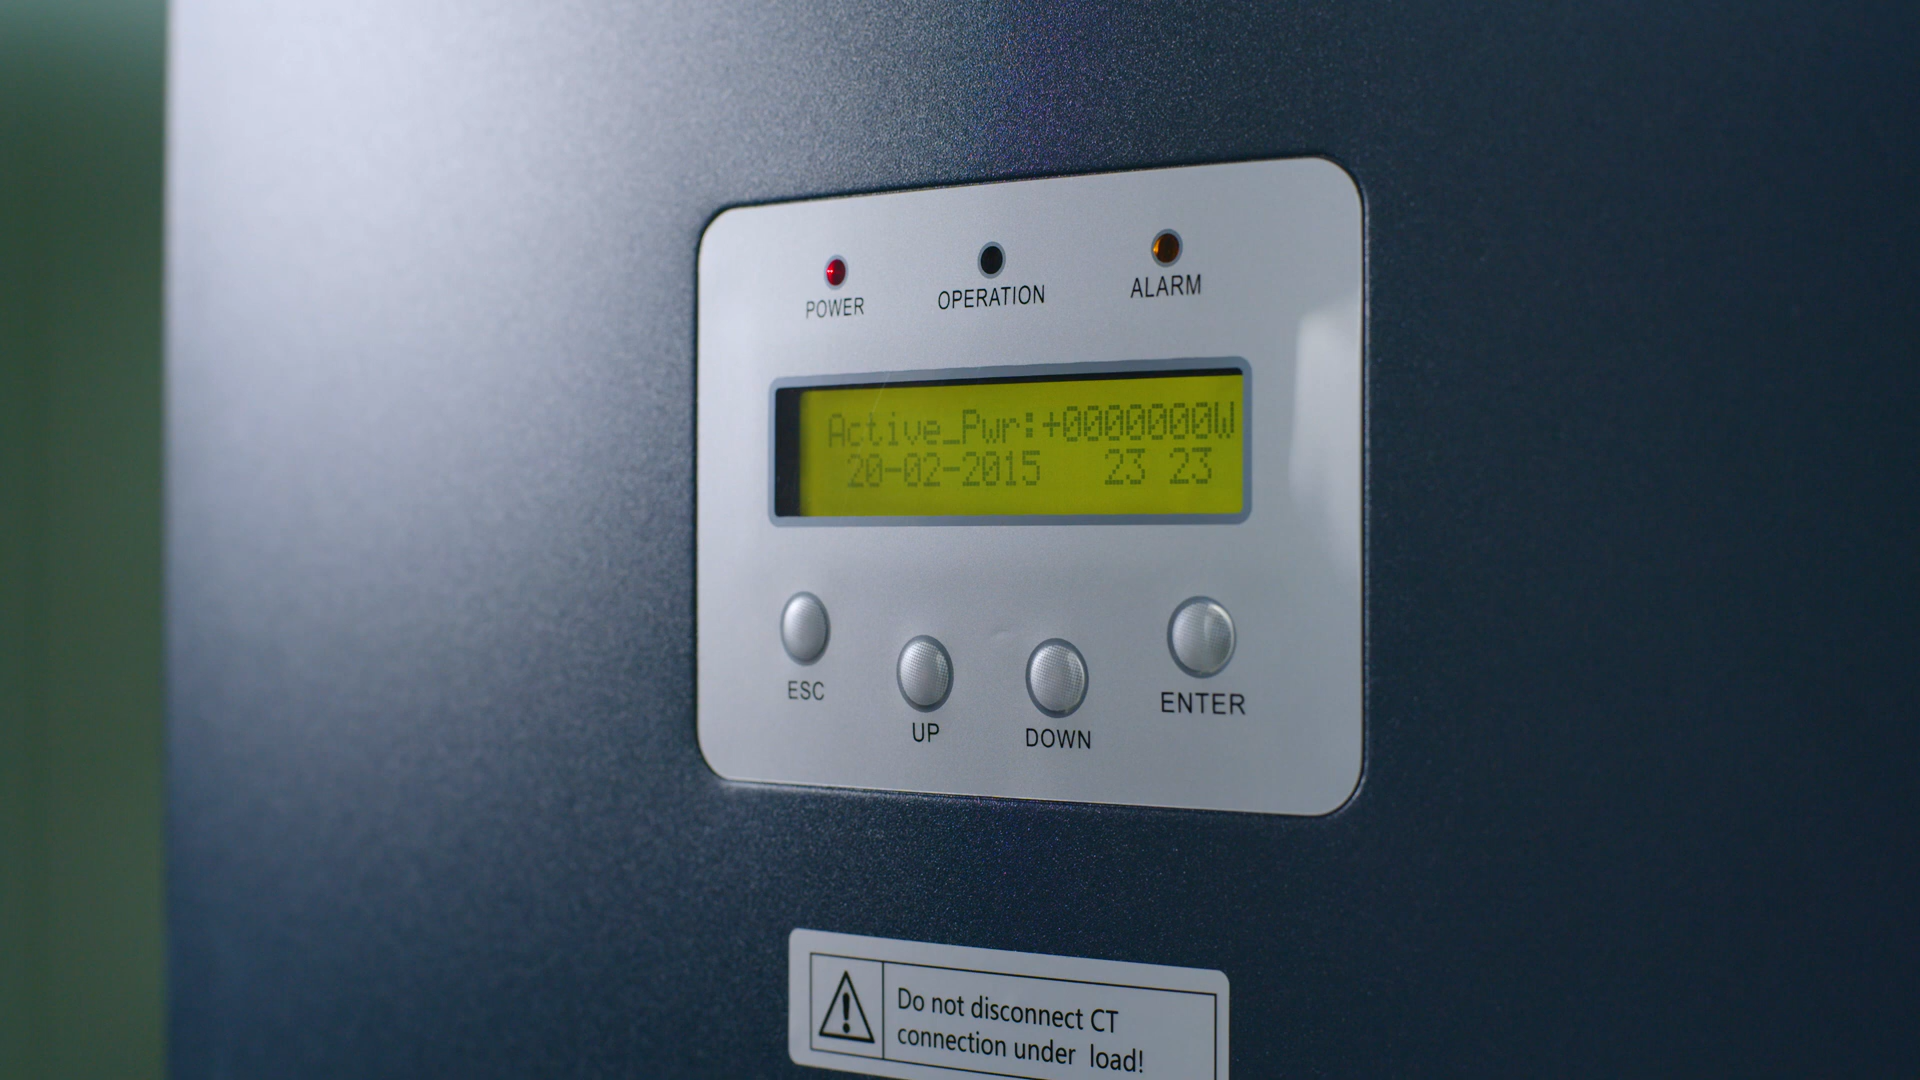 POWER OPERATION ALARM
Active_Pwr:+0000000W
20-02-2015 23 23
ESC UP DOWN ENTER
Do not disconnect CT
connection under load!